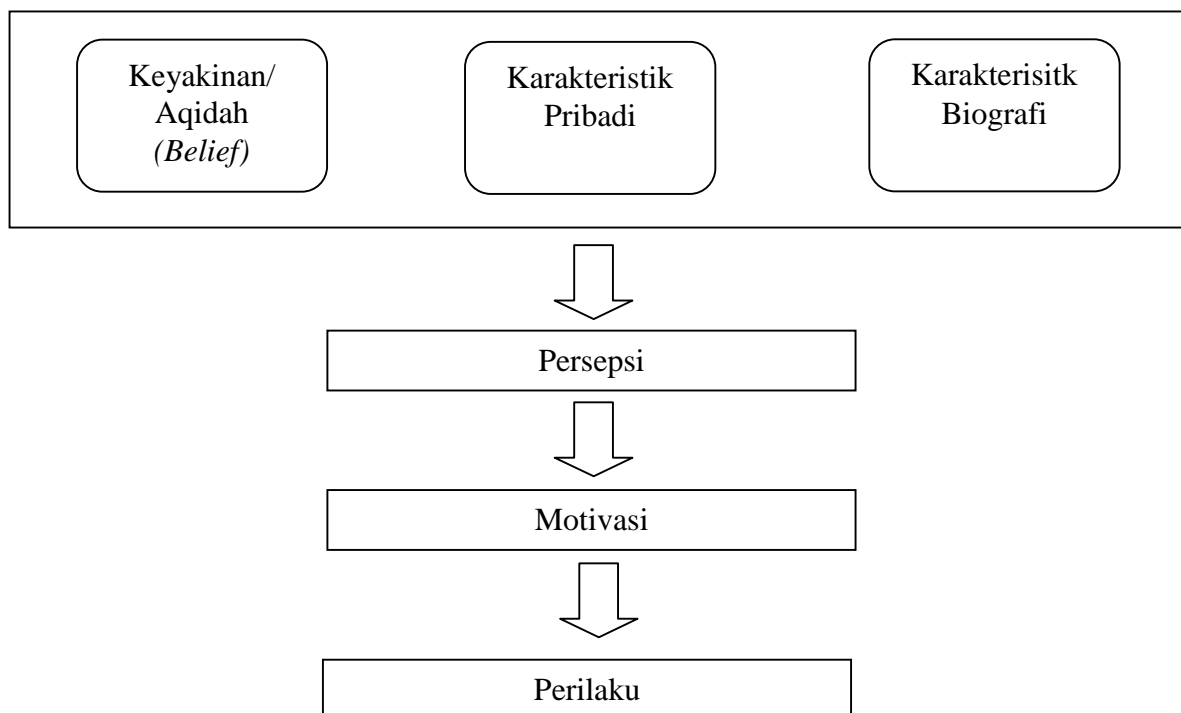 Keyakinan/
Aqidah
(Belief)
Karakteristik
Pribadi
Karakterisitk
Biografi
Persepsi
Motivasi
Perilaku